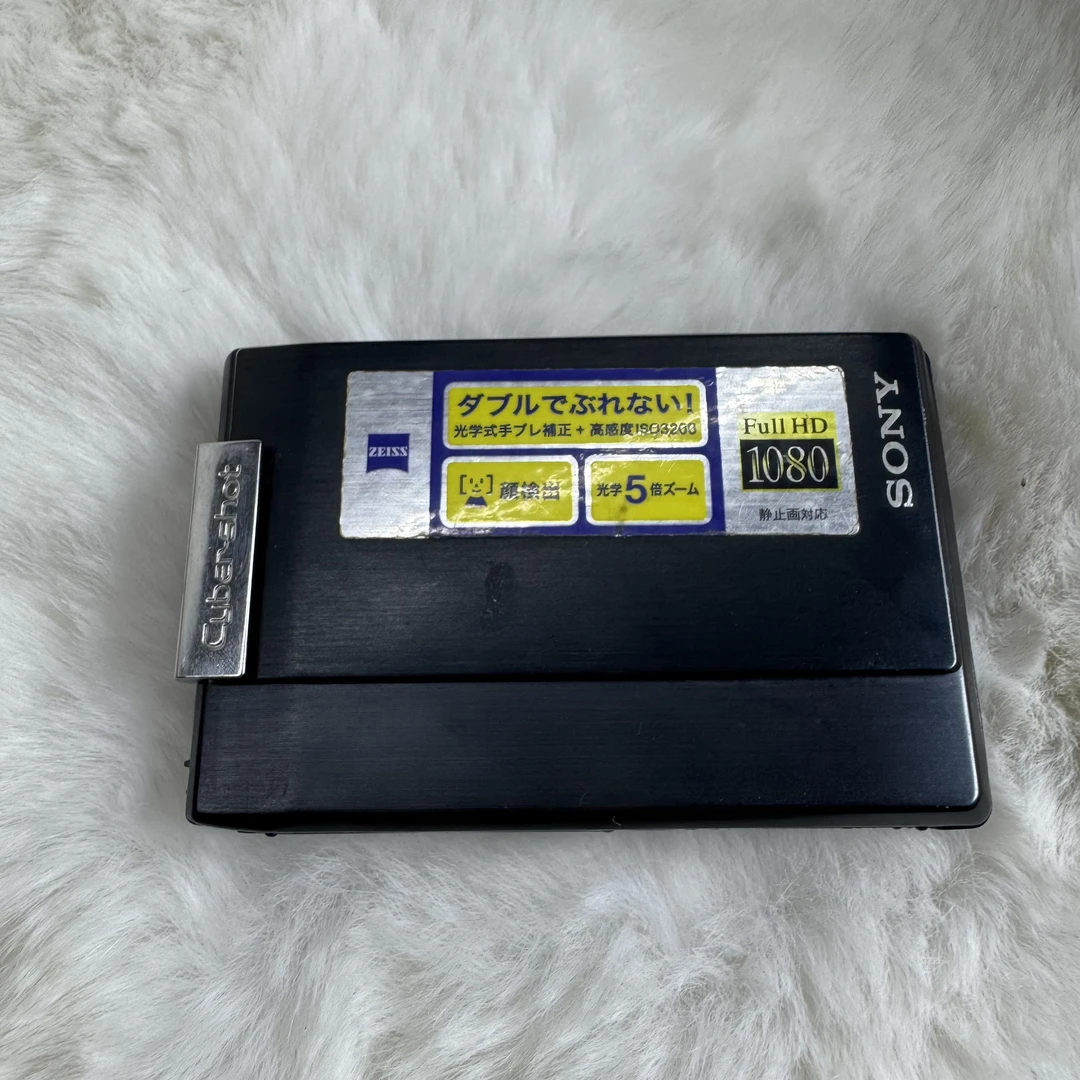 ZEISS
ダブルでぶれない!
光学式手ブレ補正+高感度ISO3200
顔検出
光学5倍ズーム
Full HD
1080
静止画対応
SONY
Cyber-shot